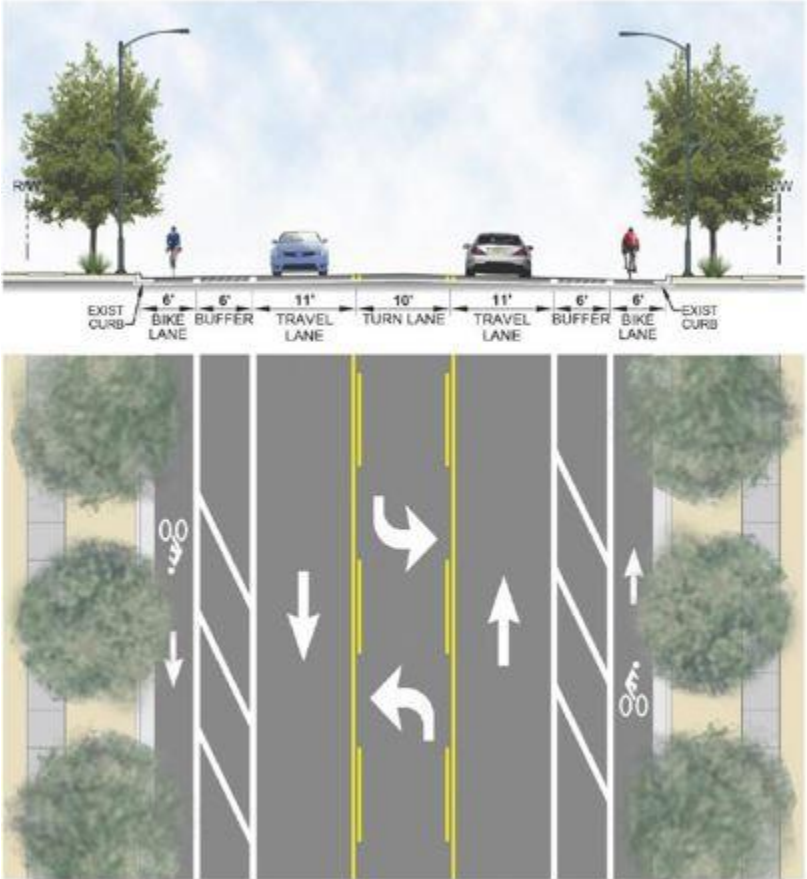 R/W
R/W
EXIST
CURB
6'
BIKE
LANE
6'
BUFFER
11'
TRAVEL
LANE
10'
TURN LANE
11'
TRAVEL
LANE
6'
BUFFER
6'
BIKE
LANE
EXIST
CURB